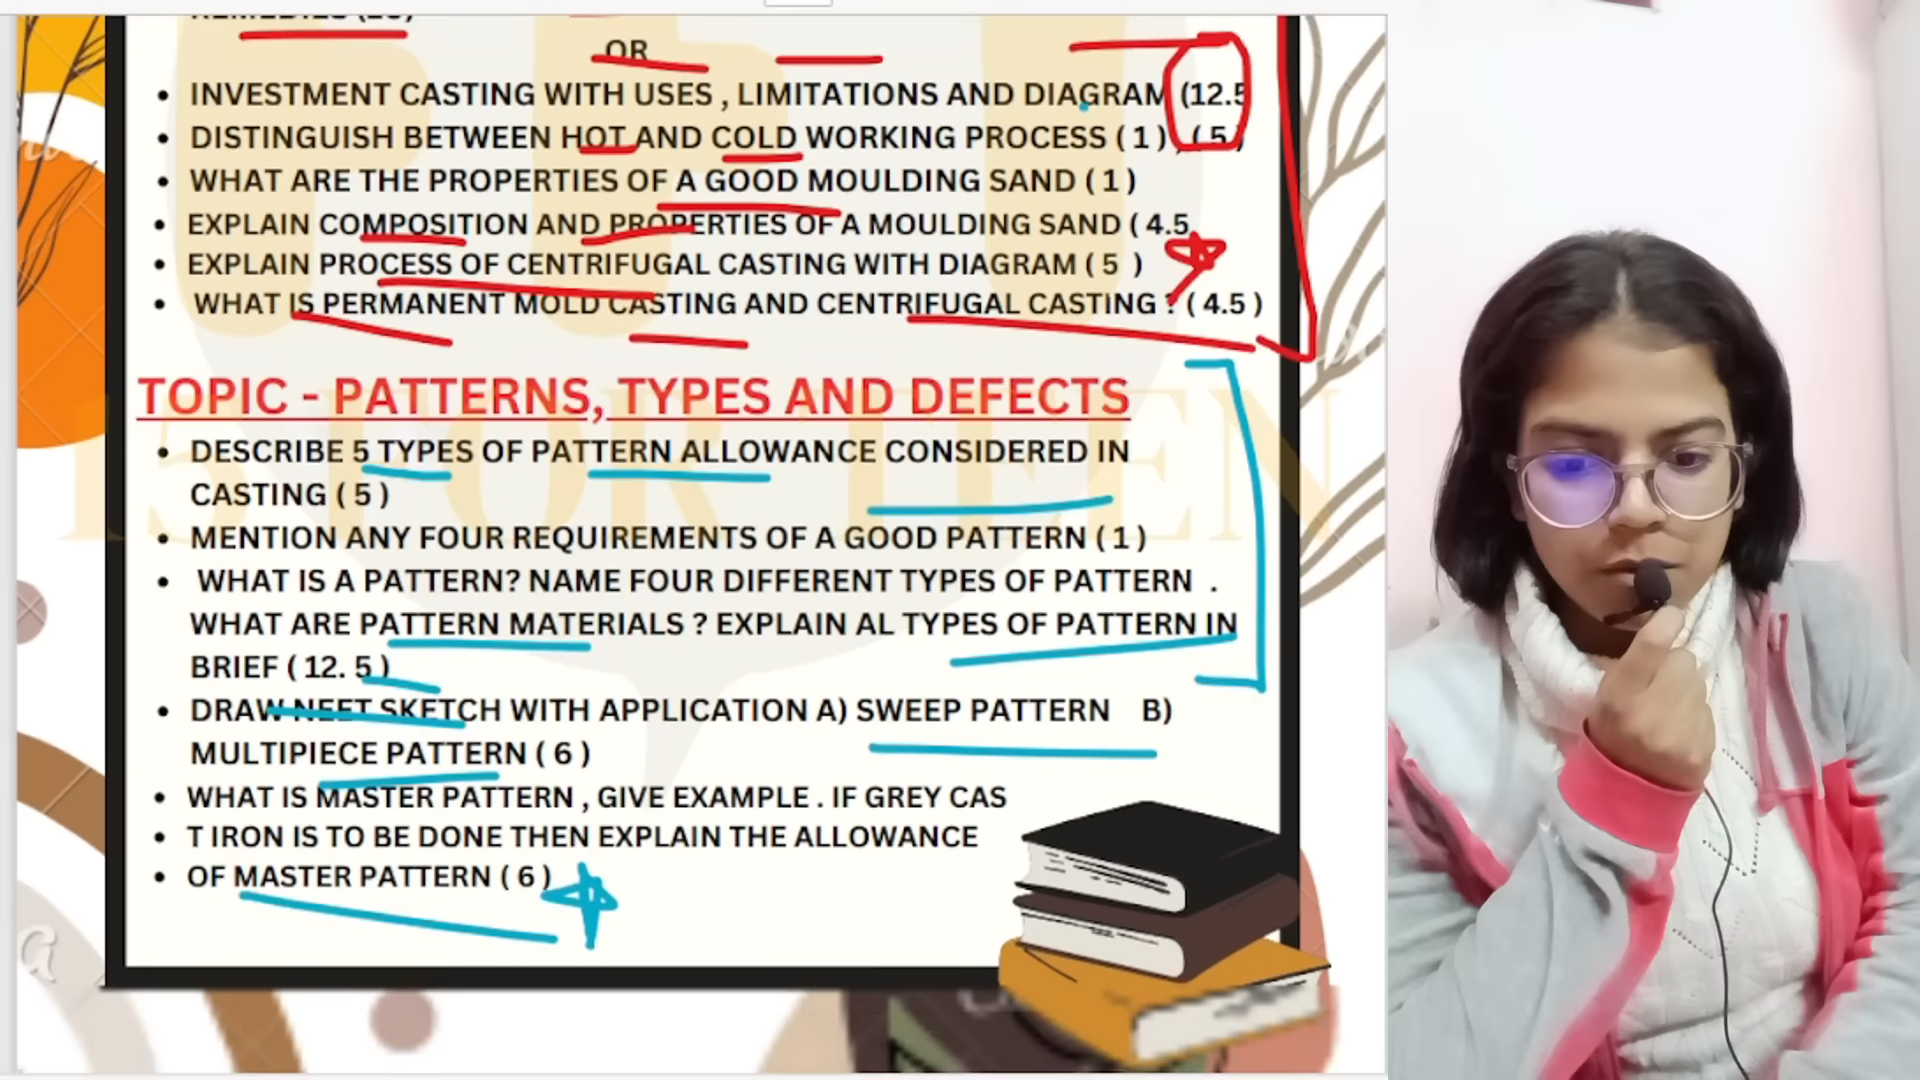 REMEDIES
OR
INVESTMENT CASTING WITH USES , LIMITATIONS AND DIAGRAM (12.5
DISTINGUISH BETWEEN HOT AND COLD WORKING PROCESS ( 1 ) , ( 5 )
WHAT ARE THE PROPERTIES OF A GOOD MOULDING SAND ( 1 )
EXPLAIN COMPOSITION AND PROPERTIES OF A MOULDING SAND ( 4.5
EXPLAIN PROCESS OF CENTRIFUGAL CASTING WITH DIAGRAM ( 5 )
WHAT IS PERMANENT MOLD CASTING AND CENTRIFUGAL CASTING ? ( 4.5 )
TOPIC - PATTERNS, TYPES AND DEFECTS
DESCRIBE 5 TYPES OF PATTERN ALLOWANCE CONSIDERED IN
CASTING ( 5 )
MENTION ANY FOUR REQUIREMENTS OF A GOOD PATTERN ( 1 )
WHAT IS A PATTERN? NAME FOUR DIFFERENT TYPES OF PATTERN .
WHAT ARE PATTERN MATERIALS ? EXPLAIN AL TYPES OF PATTERN IN
BRIEF ( 12. 5 )
DRAW NEET SKETCH WITH APPLICATION A) SWEEP PATTERN B)
MULTIPIECE PATTERN ( 6 )
WHAT IS MASTER PATTERN , GIVE EXAMPLE . IF GREY CAS
T IRON IS TO BE DONE THEN EXPLAIN THE ALLOWANCE
OF MASTER PATTERN ( 6 )